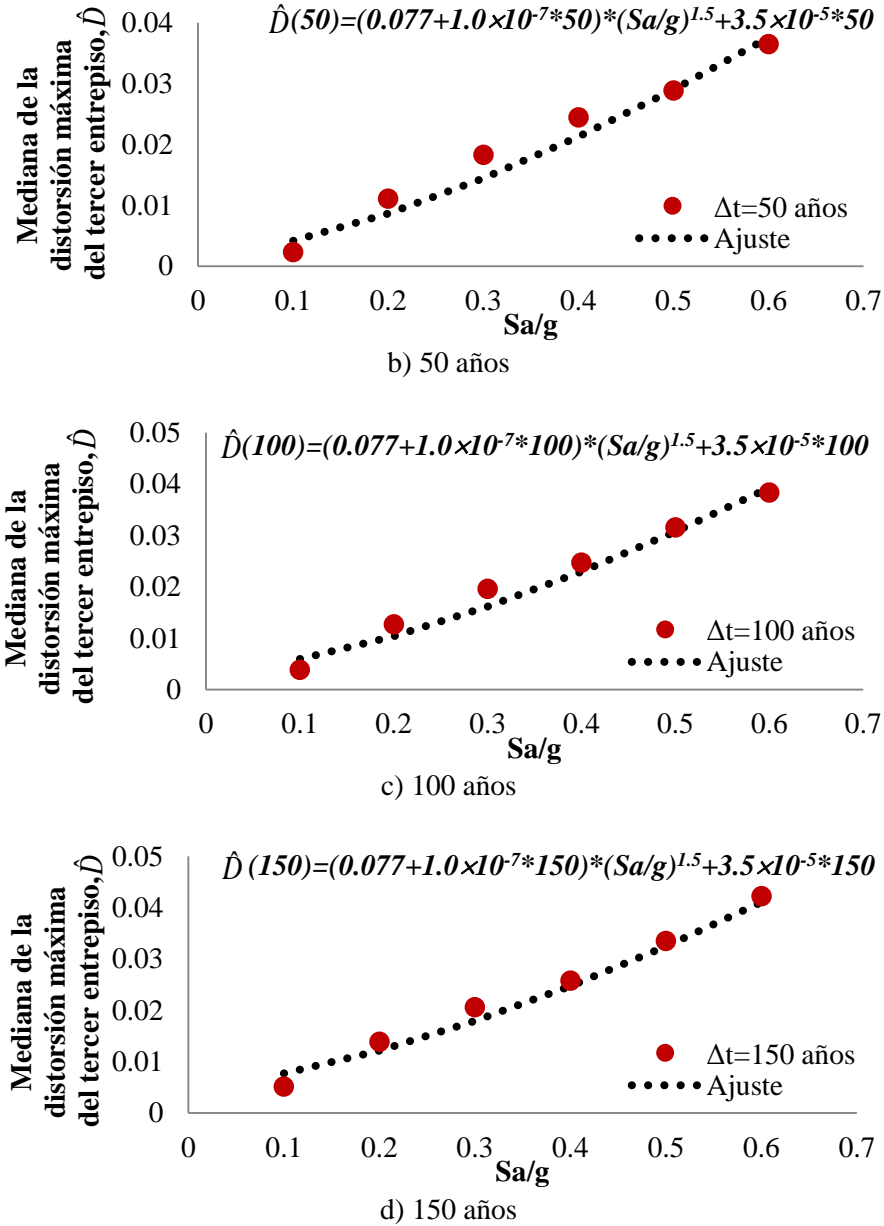 D̂(50)=(0.077+1.0×10⁻⁷*50)*(Sa/g)¹·⁵+3.5×10⁻⁵*50
Mediana de la
distorsión máxima
del tercer entrepiso,D̂
0.04
0.03
0.02
0.01
0
Δt=50 años
Ajuste
0 0.1 0.2 0.3 0.4 0.5 0.6 0.7
Sa/g
b) 50 años
D̂(100)=(0.077+1.0×10⁻⁷*100)*(Sa/g)¹·⁵+3.5×10⁻⁵*100
Mediana de la
distorsión máxima
del tercer entrepiso,D̂
0.05
0.04
0.03
0.02
0.01
0
Δt=100 años
Ajuste
0 0.1 0.2 0.3 0.4 0.5 0.6 0.7
Sa/g
c) 100 años
D̂(150)=(0.077+1.0×10⁻⁷*150)*(Sa/g)¹·⁵+3.5×10⁻⁵*150
Mediana de la
distorsión máxima
del tercer entrepiso,D̂
0.05
0.04
0.03
0.02
0.01
0
Δt=150 años
Ajuste
0 0.1 0.2 0.3 0.4 0.5 0.6 0.7
Sa/g
d) 150 años